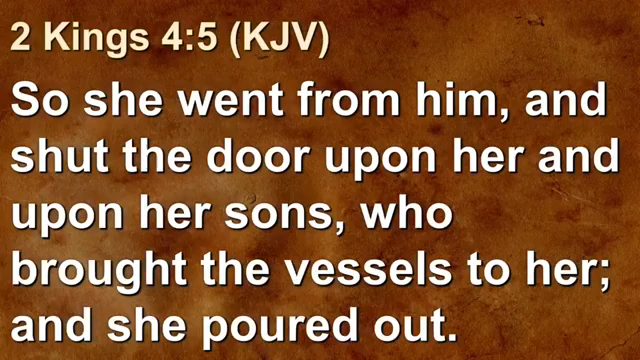 2 Kings 4:5 (KJV)
So she went from him, and
shut the door upon her and
upon her sons, who
brought the vessels to her;
and she poured out.